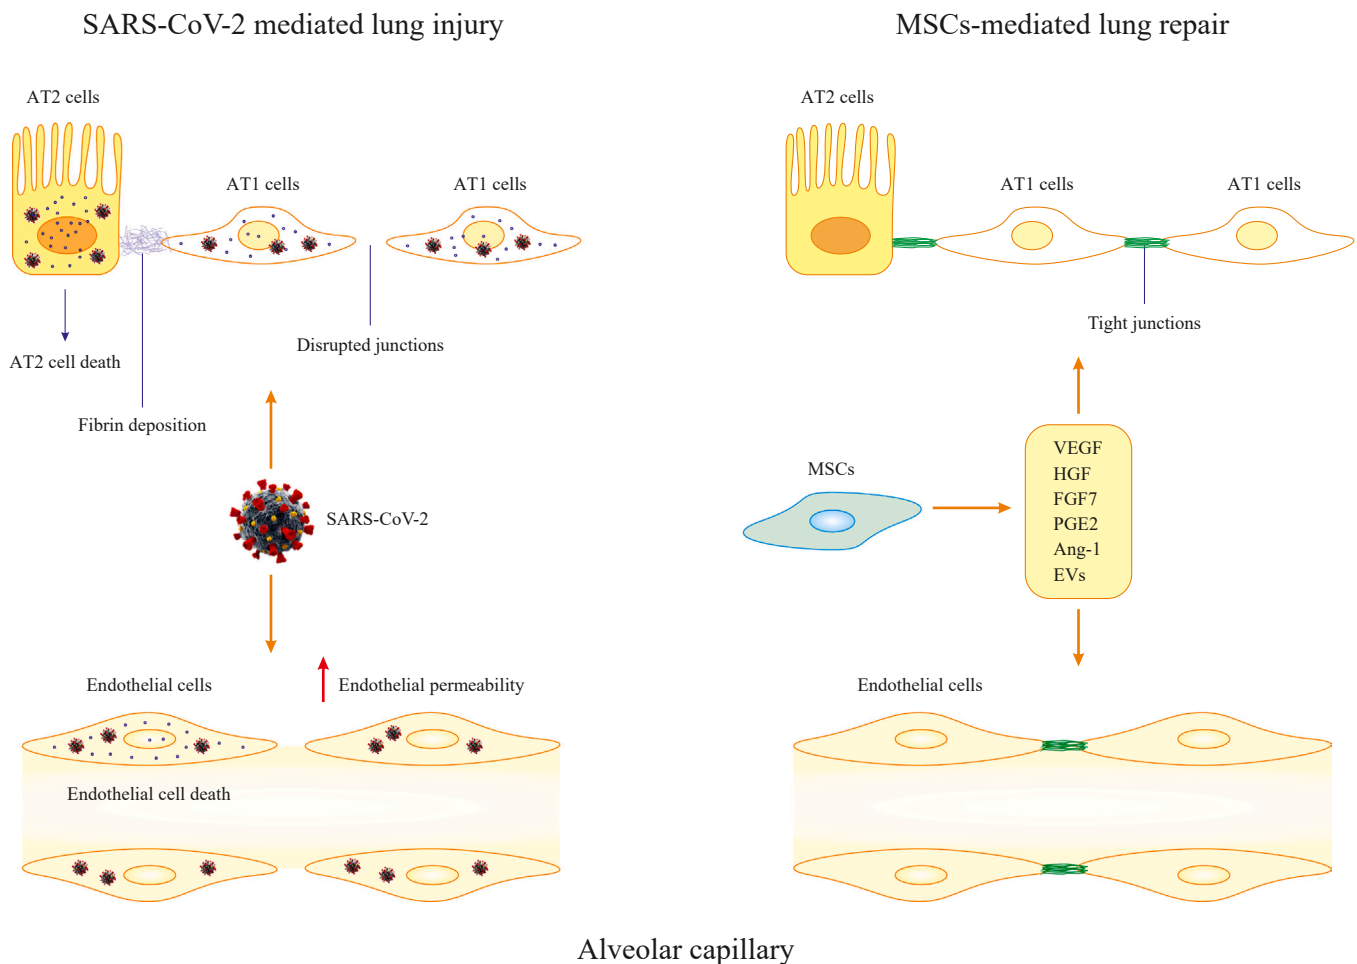 SARS-CoV-2 mediated lung injury
AT2 cells
AT1 cells
AT1 cells
Disrupted junctions
AT2 cell death
Fibrin deposition
SARS-CoV-2
Endothelial cells
Endothelial permeability
Endothelial cell death
MSCs-mediated lung repair
AT2 cells
AT1 cells
AT1 cells
Tight junctions
MSCs
VEGF
HGF
FGF7
PGE2
Ang-1
EVs
Endothelial cells
Alveolar capillary